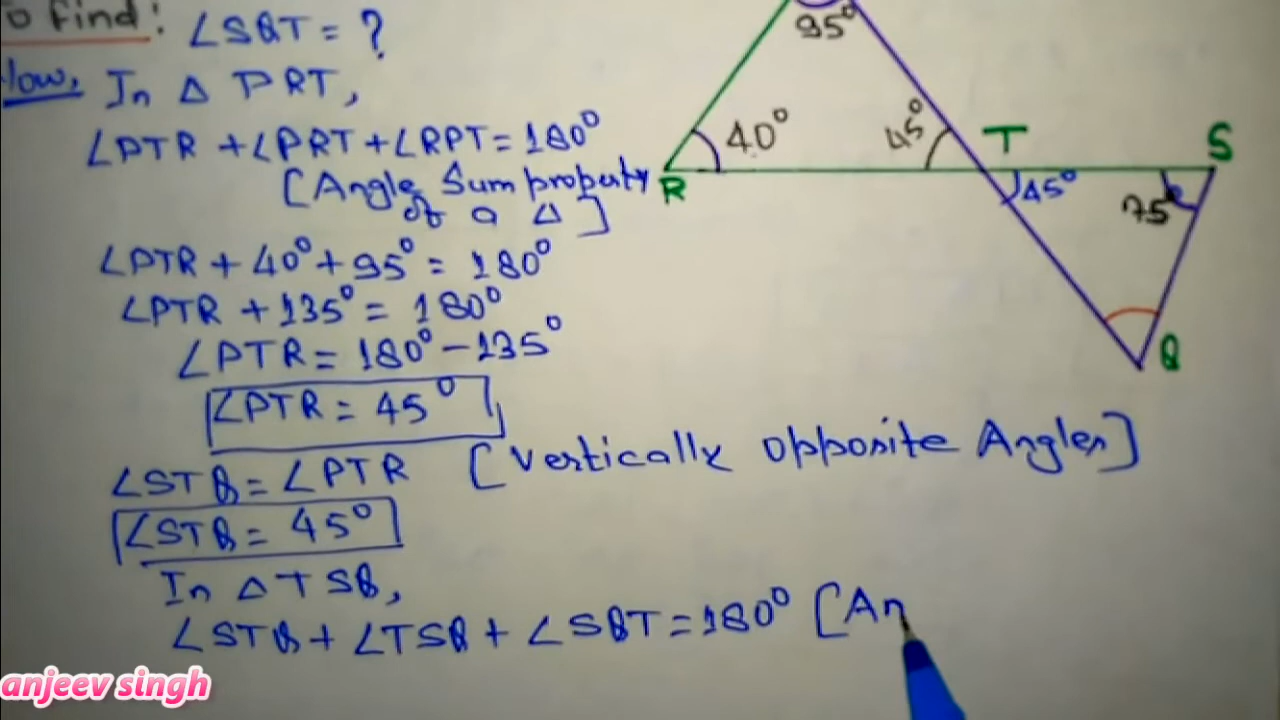 To find: ∠SQT = ?
Now, In △ PRT,
∠PTR + ∠PRT + ∠RPT = 180°
[Angle Sum property
of a △]
∠PTR + 40° + 95° = 180°
∠PTR + 135° = 180°
∠PTR = 180° - 135°
∠PTR = 45°
∠STQ = ∠PTR [Vertically opposite Angles]
∠STQ = 45°
In △ TSQ,
∠STQ + ∠TSQ + ∠SQT = 180° [An
95°
40°
45°
T
S
R
45°
75°
Q
anjeev singh